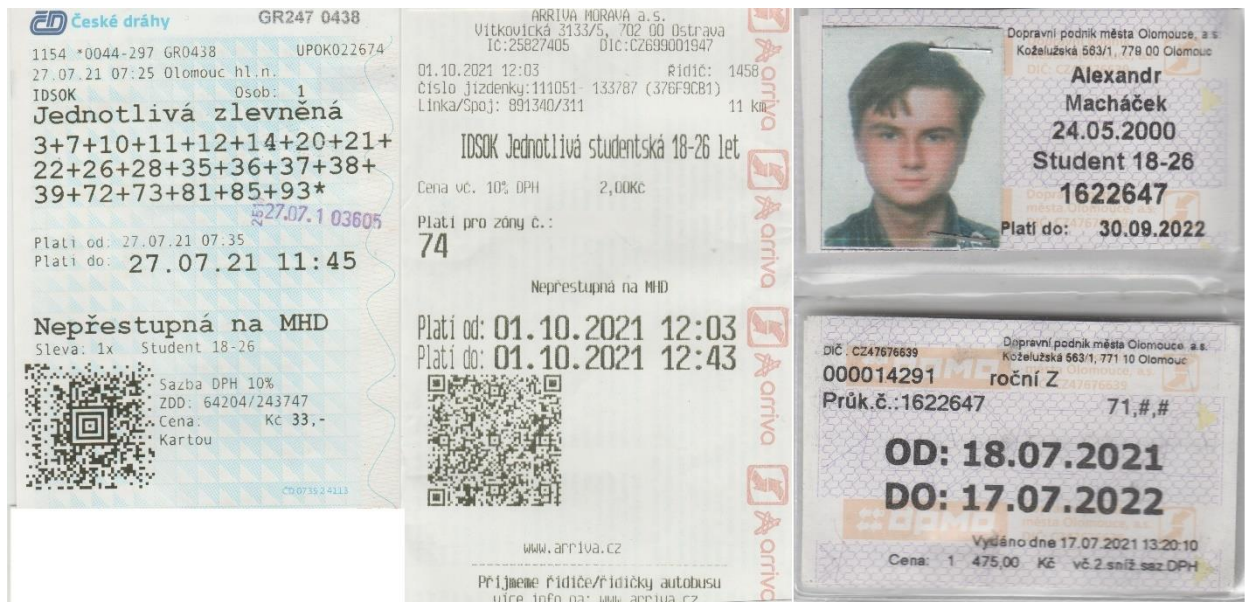 České dráhy
GR247 0438
1154 *0044-297 GR0438 UPOK022674
27.07.21 07:25 Olomouc hl.n.
IDSOK Osob: 1
Jednotlivá zlevněná
3+7+10+11+12+14+20+21+
22+26+28+35+36+37+38+
39+72+73+81+85+93*
27.07.1 03605
Platí od: 27.07.21 07:35
Platí do: 27.07.21 11:45
Nepřestupná na MHD
Sleva: 1x Student 18-26
Sazba DPH 10%
ZDD: 64204/243747
Cena: Kč 33,-
Kartou
ARRIVA MORAVA a.s.
Vítkovická 3133/5, 702 00 Ostrava
IČ:25827405 DIČ:CZ699001947
01.10.2021 12:03 Řidič: 1458
Číslo jízdenky:111051- 133787 (376F9CB1)
Linka/Spoj: 891340/311 11 km
IDSOK Jednotlivá studentská 18-26 let
Cena vč. 10% DPH 2,00Kč
Platí pro zóny č.:
74
Nepřestupná na MHD
Platí od: 01.10.2021 12:03
Platí do: 01.10.2021 12:43
www.arriva.cz
Přijmeme řidiče/řidičky autobusu
více info na: www.arriva.cz
arriva
arriva
arriva
arriva
Dopravní podnik města Olomouce, a.s.
Koželužská 563/1, 779 00 Olomouc
Alexandr
Macháček
24.05.2000
Student 18-26
1622647
Platí do: 30.09.2022
DIČ: CZ47676639
Dopravní podnik města Olomouce, a.s.
Koželužská 563/1, 771 10 Olomouc
000014291 roční Z
Průk.č.:1622647 71,#,#
OD: 18.07.2021
DO: 17.07.2022
Vydáno dne 17.07.2021 13:20:10
Cena: 1 475,00 Kč vč.2.sníž.saz.DPH